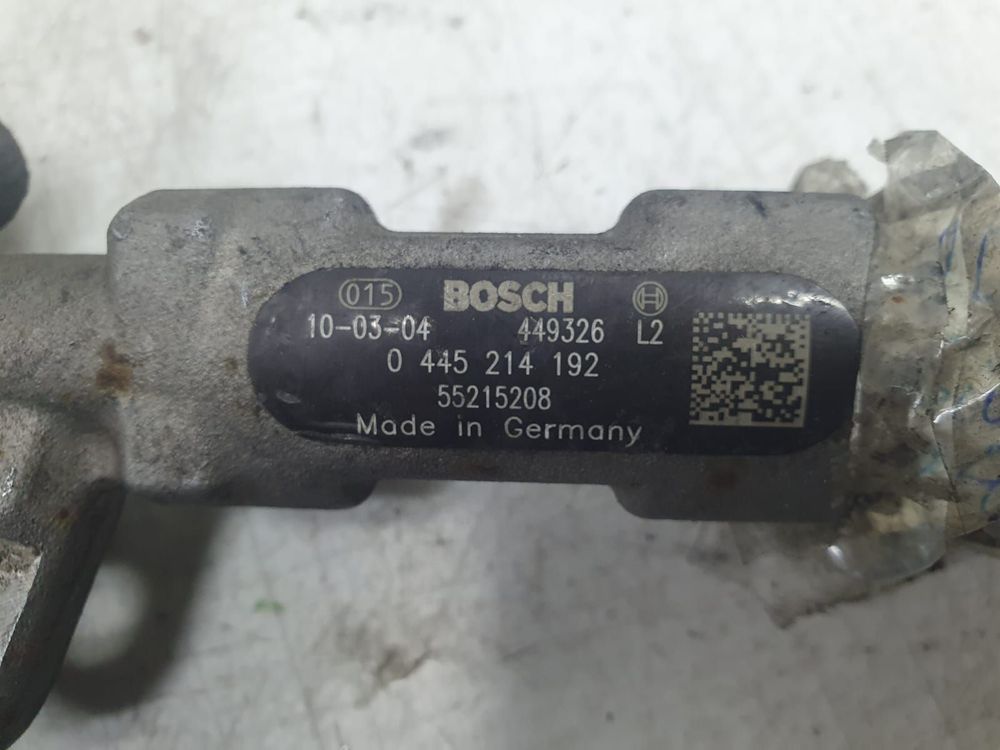 015 BOSCH
10-03-04 449326 L2
0 445 214 192
55215208
Made in Germany